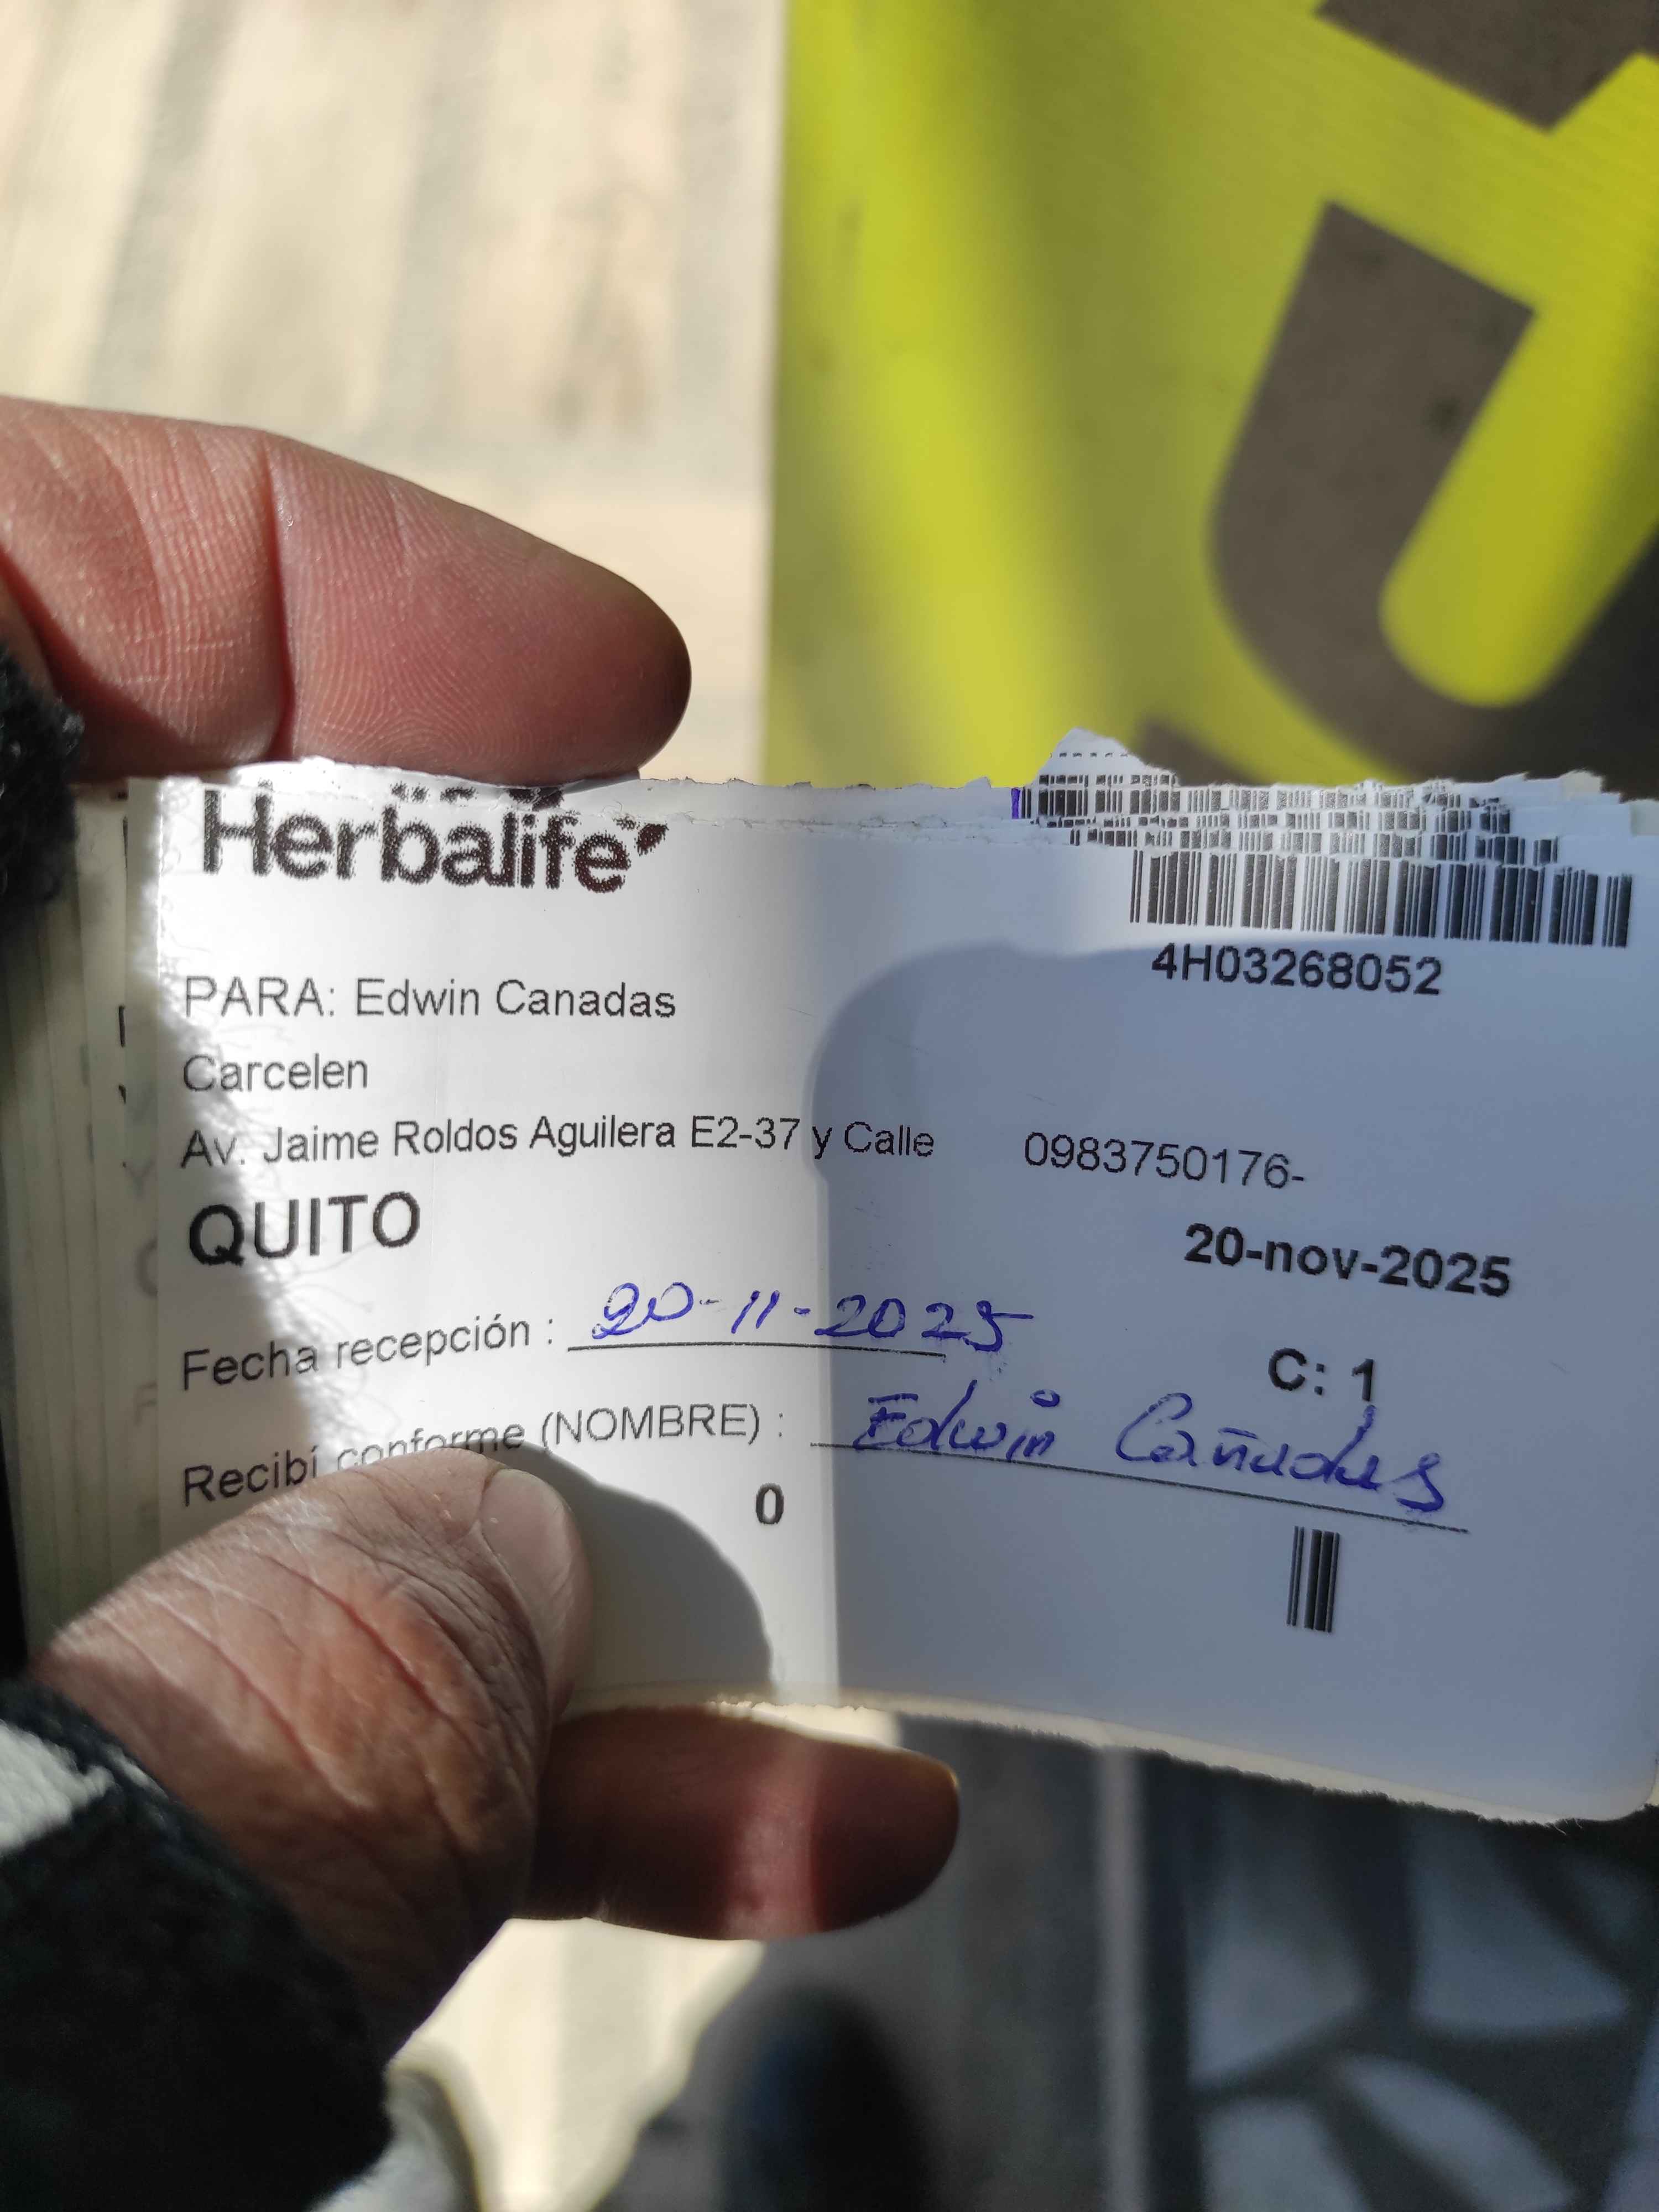 Herbalife
4H03268052
PARA: Edwin Canadas
Carcelen
Av. Jaime Roldos Aguilera E2-37 y Calle 0983750176-
QUITO
20-nov-2025
Fecha recepción : 20-11-2025
C: 1
Recibí conforme (NOMBRE) : Edwin Cañadas
0